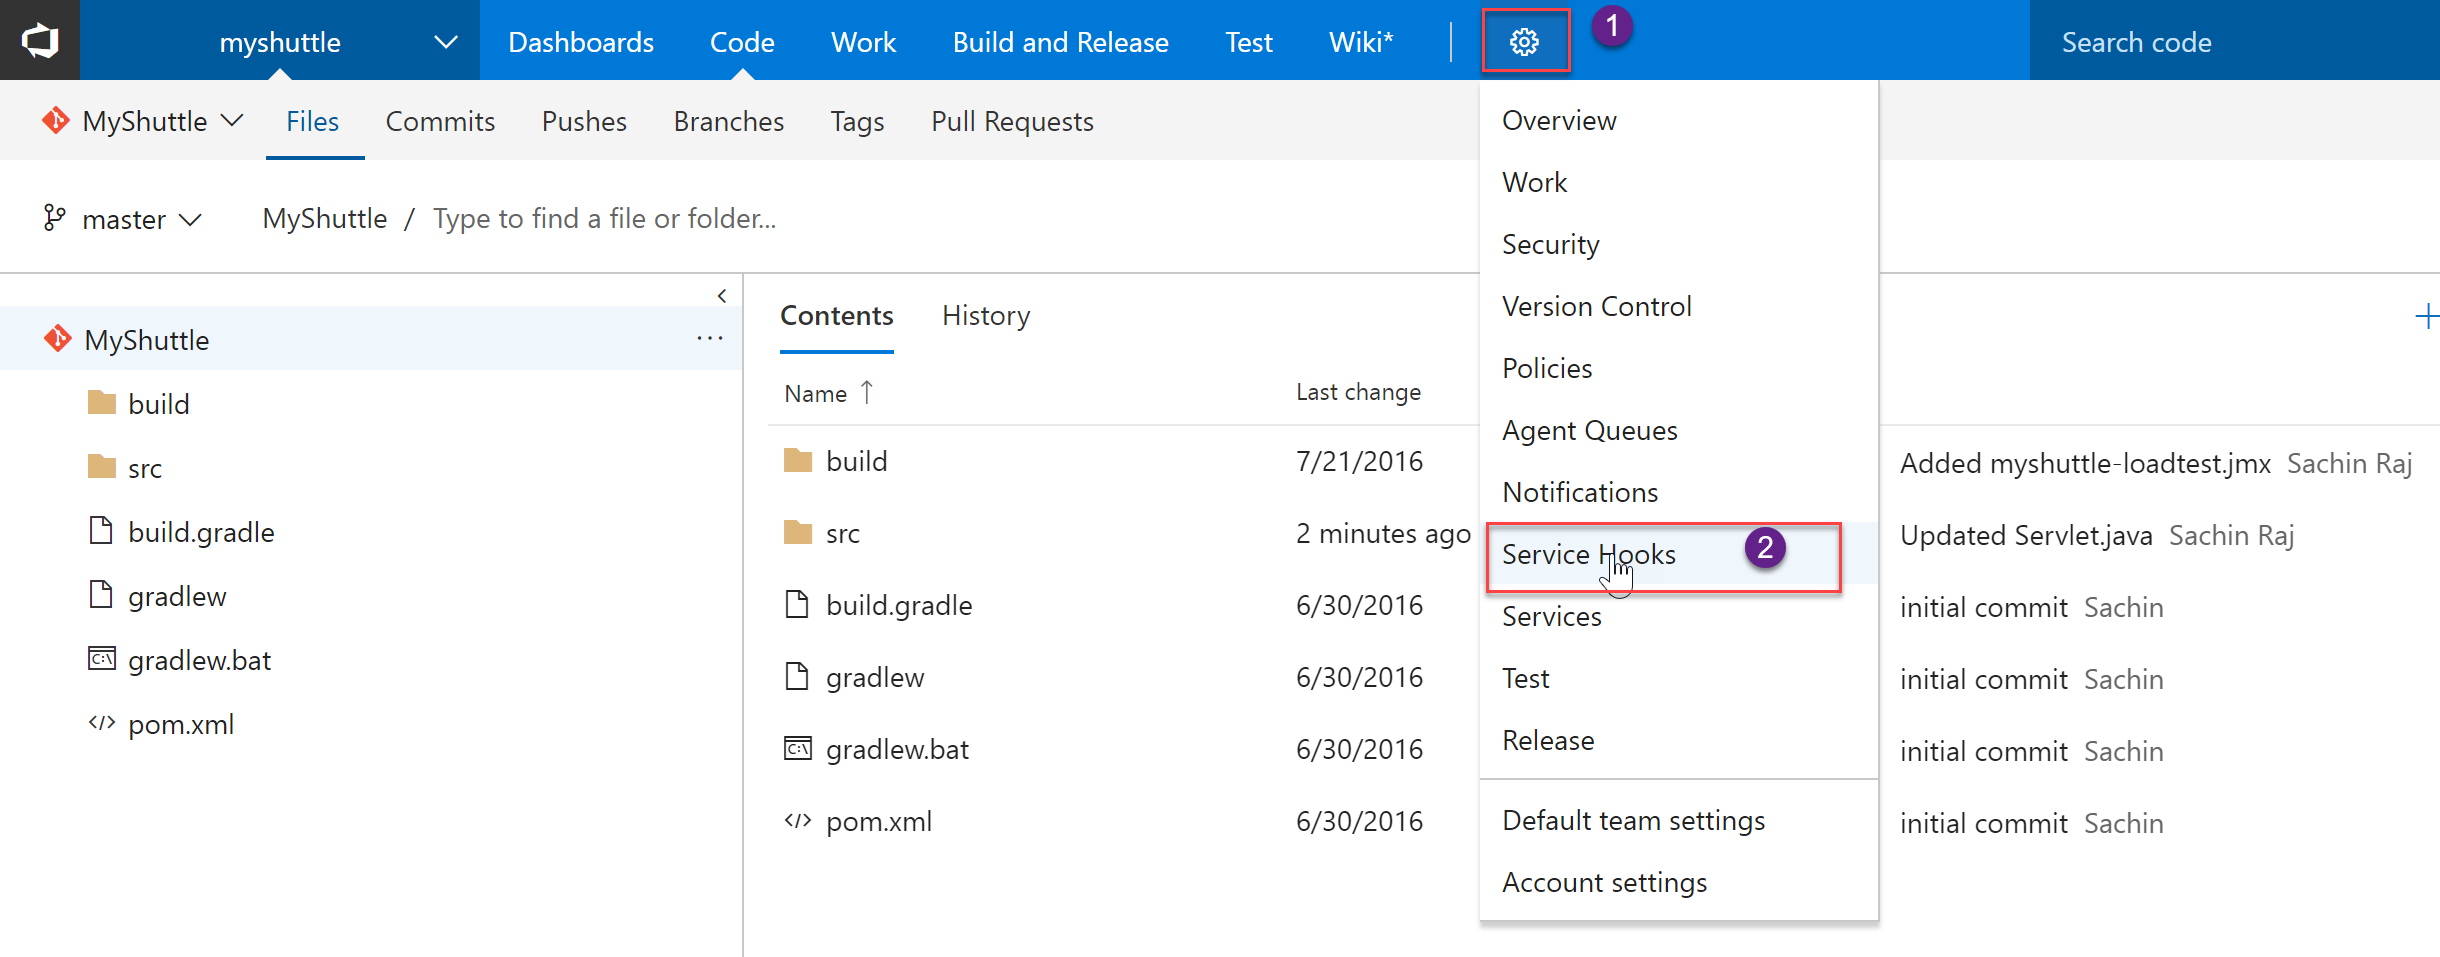 myshuttle Dashboards Code Work Build and Release Test Wiki* 1 Search code
MyShuttle Files Commits Pushes Branches Tags Pull Requests
master MyShuttle / Type to find a file or folder...
MyShuttle ...
build
src
build.gradle
gradlew
gradlew.bat
pom.xml
Contents History
Name ↑ Last change
build 7/21/2016 Added myshuttle-loadtest.jmx Sachin Raj
src 2 minutes ago Updated Servlet.java Sachin Raj
build.gradle 6/30/2016 initial commit Sachin
gradlew 6/30/2016 initial commit Sachin
gradlew.bat 6/30/2016 initial commit Sachin
pom.xml 6/30/2016 initial commit Sachin
Overview
Work
Security
Version Control
Policies
Agent Queues
Notifications
Service Hooks 2
Services
Test
Release
Default team settings
Account settings